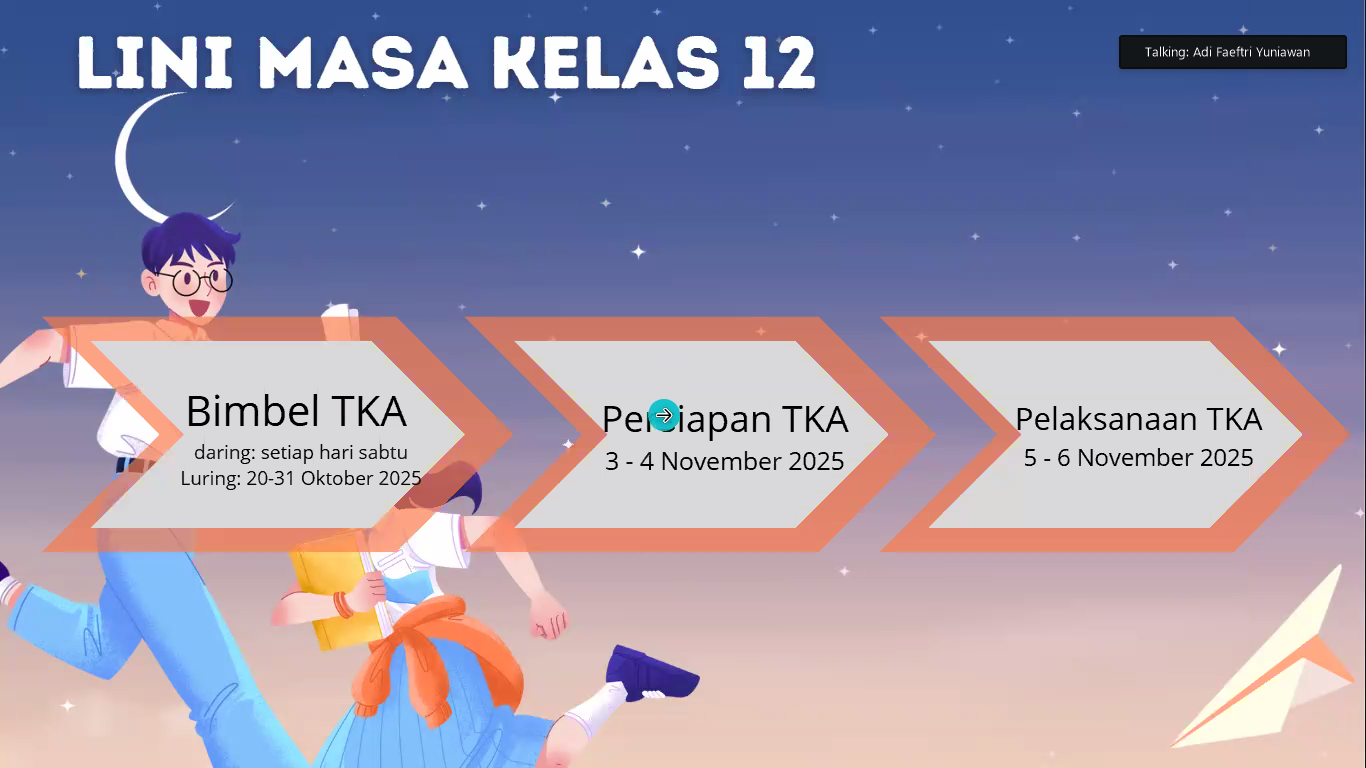 LINI MASA KELAS 12
Talking: Adi Faeftri Yuniawan
Bimbel TKA
daring: setiap hari sabtu
Luring: 20-31 Oktober 2025
Persiapan TKA
3 - 4 November 2025
Pelaksanaan TKA
5 - 6 November 2025